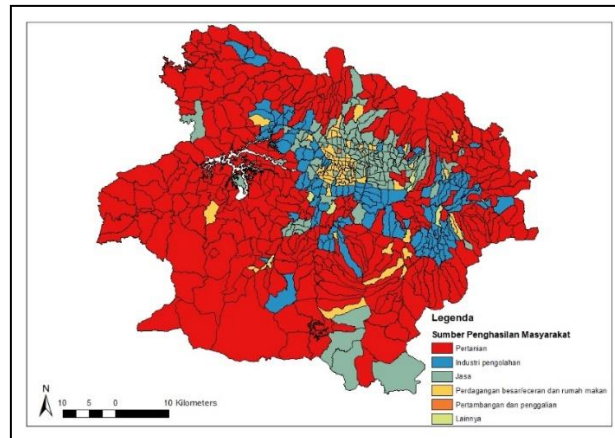 Legenda
Sumber Penghasilan Masyarakat
Pertanian
Industri pengolahan
Jasa
Perdagangan besar/eceran dan rumah makan
Pertambangan dan penggalian
Lainnya
N
10 5 0 10 Kilometers